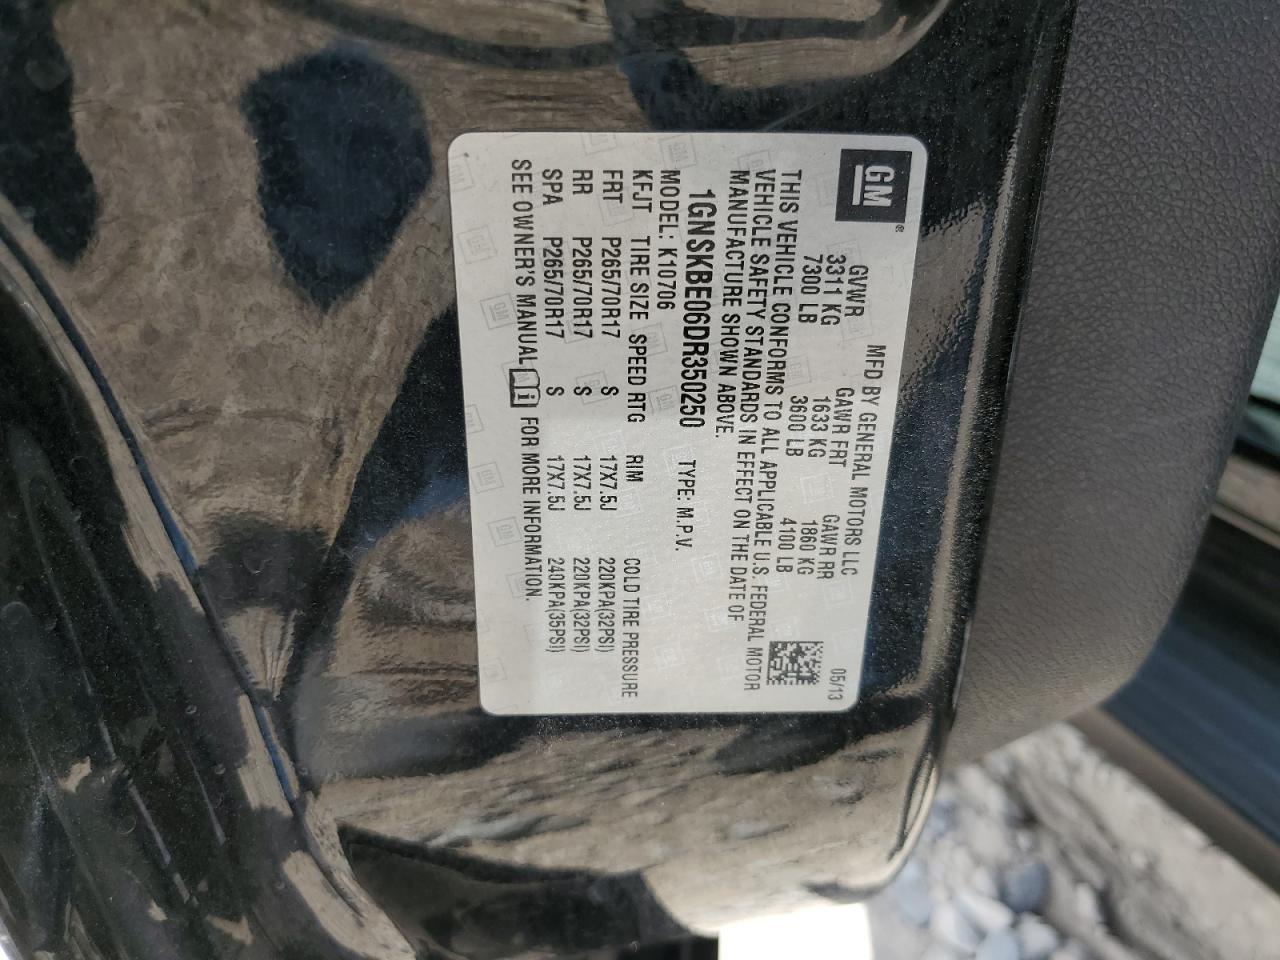 GM®
MFD BY GENERAL MOTORS LLC 05/13
GVWR GAWR FRT GAWR RR
3311 KG 1633 KG 1860 KG
7300 LB 3600 LB 4100 LB
THIS VEHICLE CONFORMS TO ALL APPLICABLE U.S. FEDERAL MOTOR
VEHICLE SAFETY STANDARDS IN EFFECT ON THE DATE OF
MANUFACTURE SHOWN ABOVE.
1GNSKBE06DR350250 TYPE: M.P.V.
MODEL: K10706
KFJT TIRE SIZE SPEED RTG RIM COLD TIRE PRESSURE
FRT P265/70R17 S 17X7.5J 220KPA(32PSI)
RR P265/70R17 S 17X7.5J 220KPA(32PSI)
SPA P265/70R17 S 17X7.5J 240KPA(35PSI)
SEE OWNER'S MANUAL i FOR MORE INFORMATION.